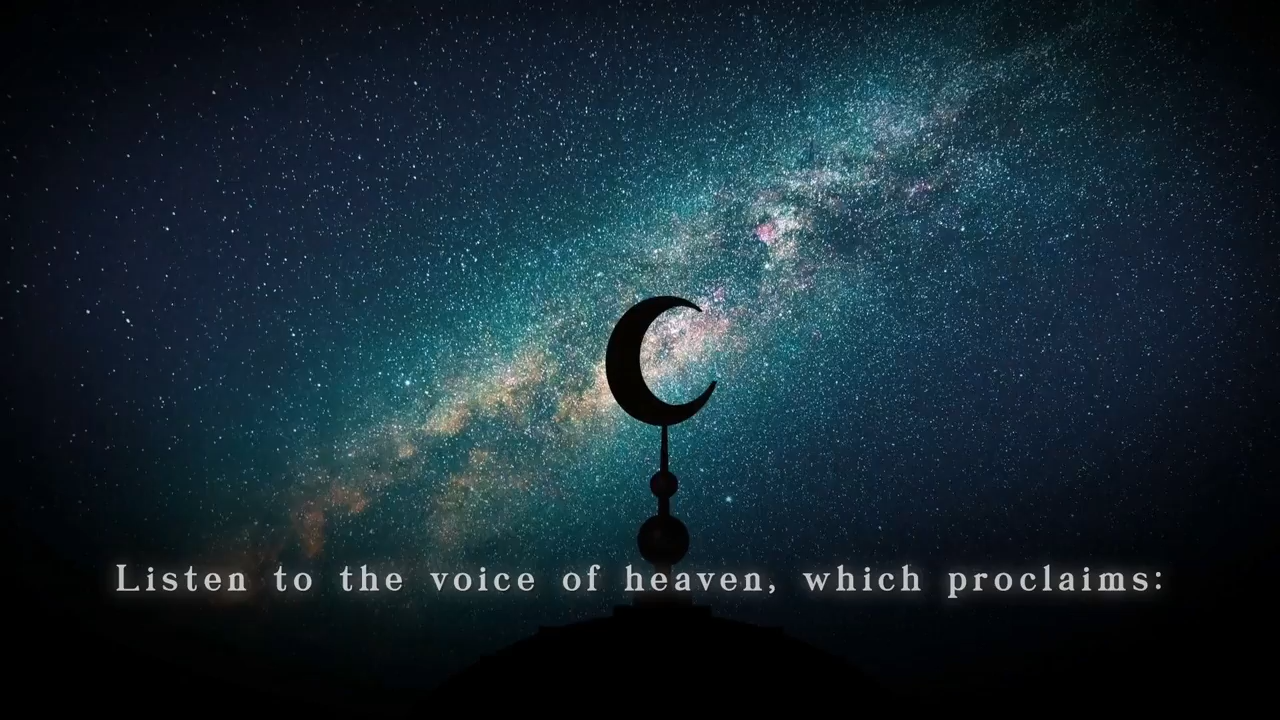 Listen to the voice of heaven, which proclaims: